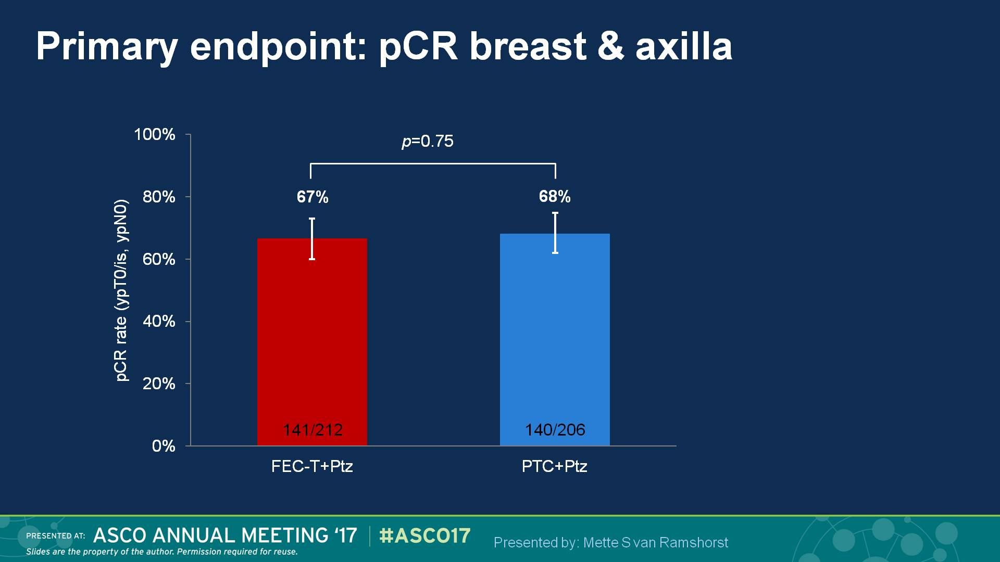 Primary endpoint: pCR breast & axilla
100%
p=0.75
80%
67%
68%
pCR rate (ypT0/is, ypN0)
60%
40%
20%
141/212
140/206
0%
FEC-T+Ptz
PTC+Ptz
PRESENTED AT: ASCO ANNUAL MEETING ‘17 #ASCO17
Presented by: Mette S van Ramshorst
Slides are the property of the author. Permission required for reuse.